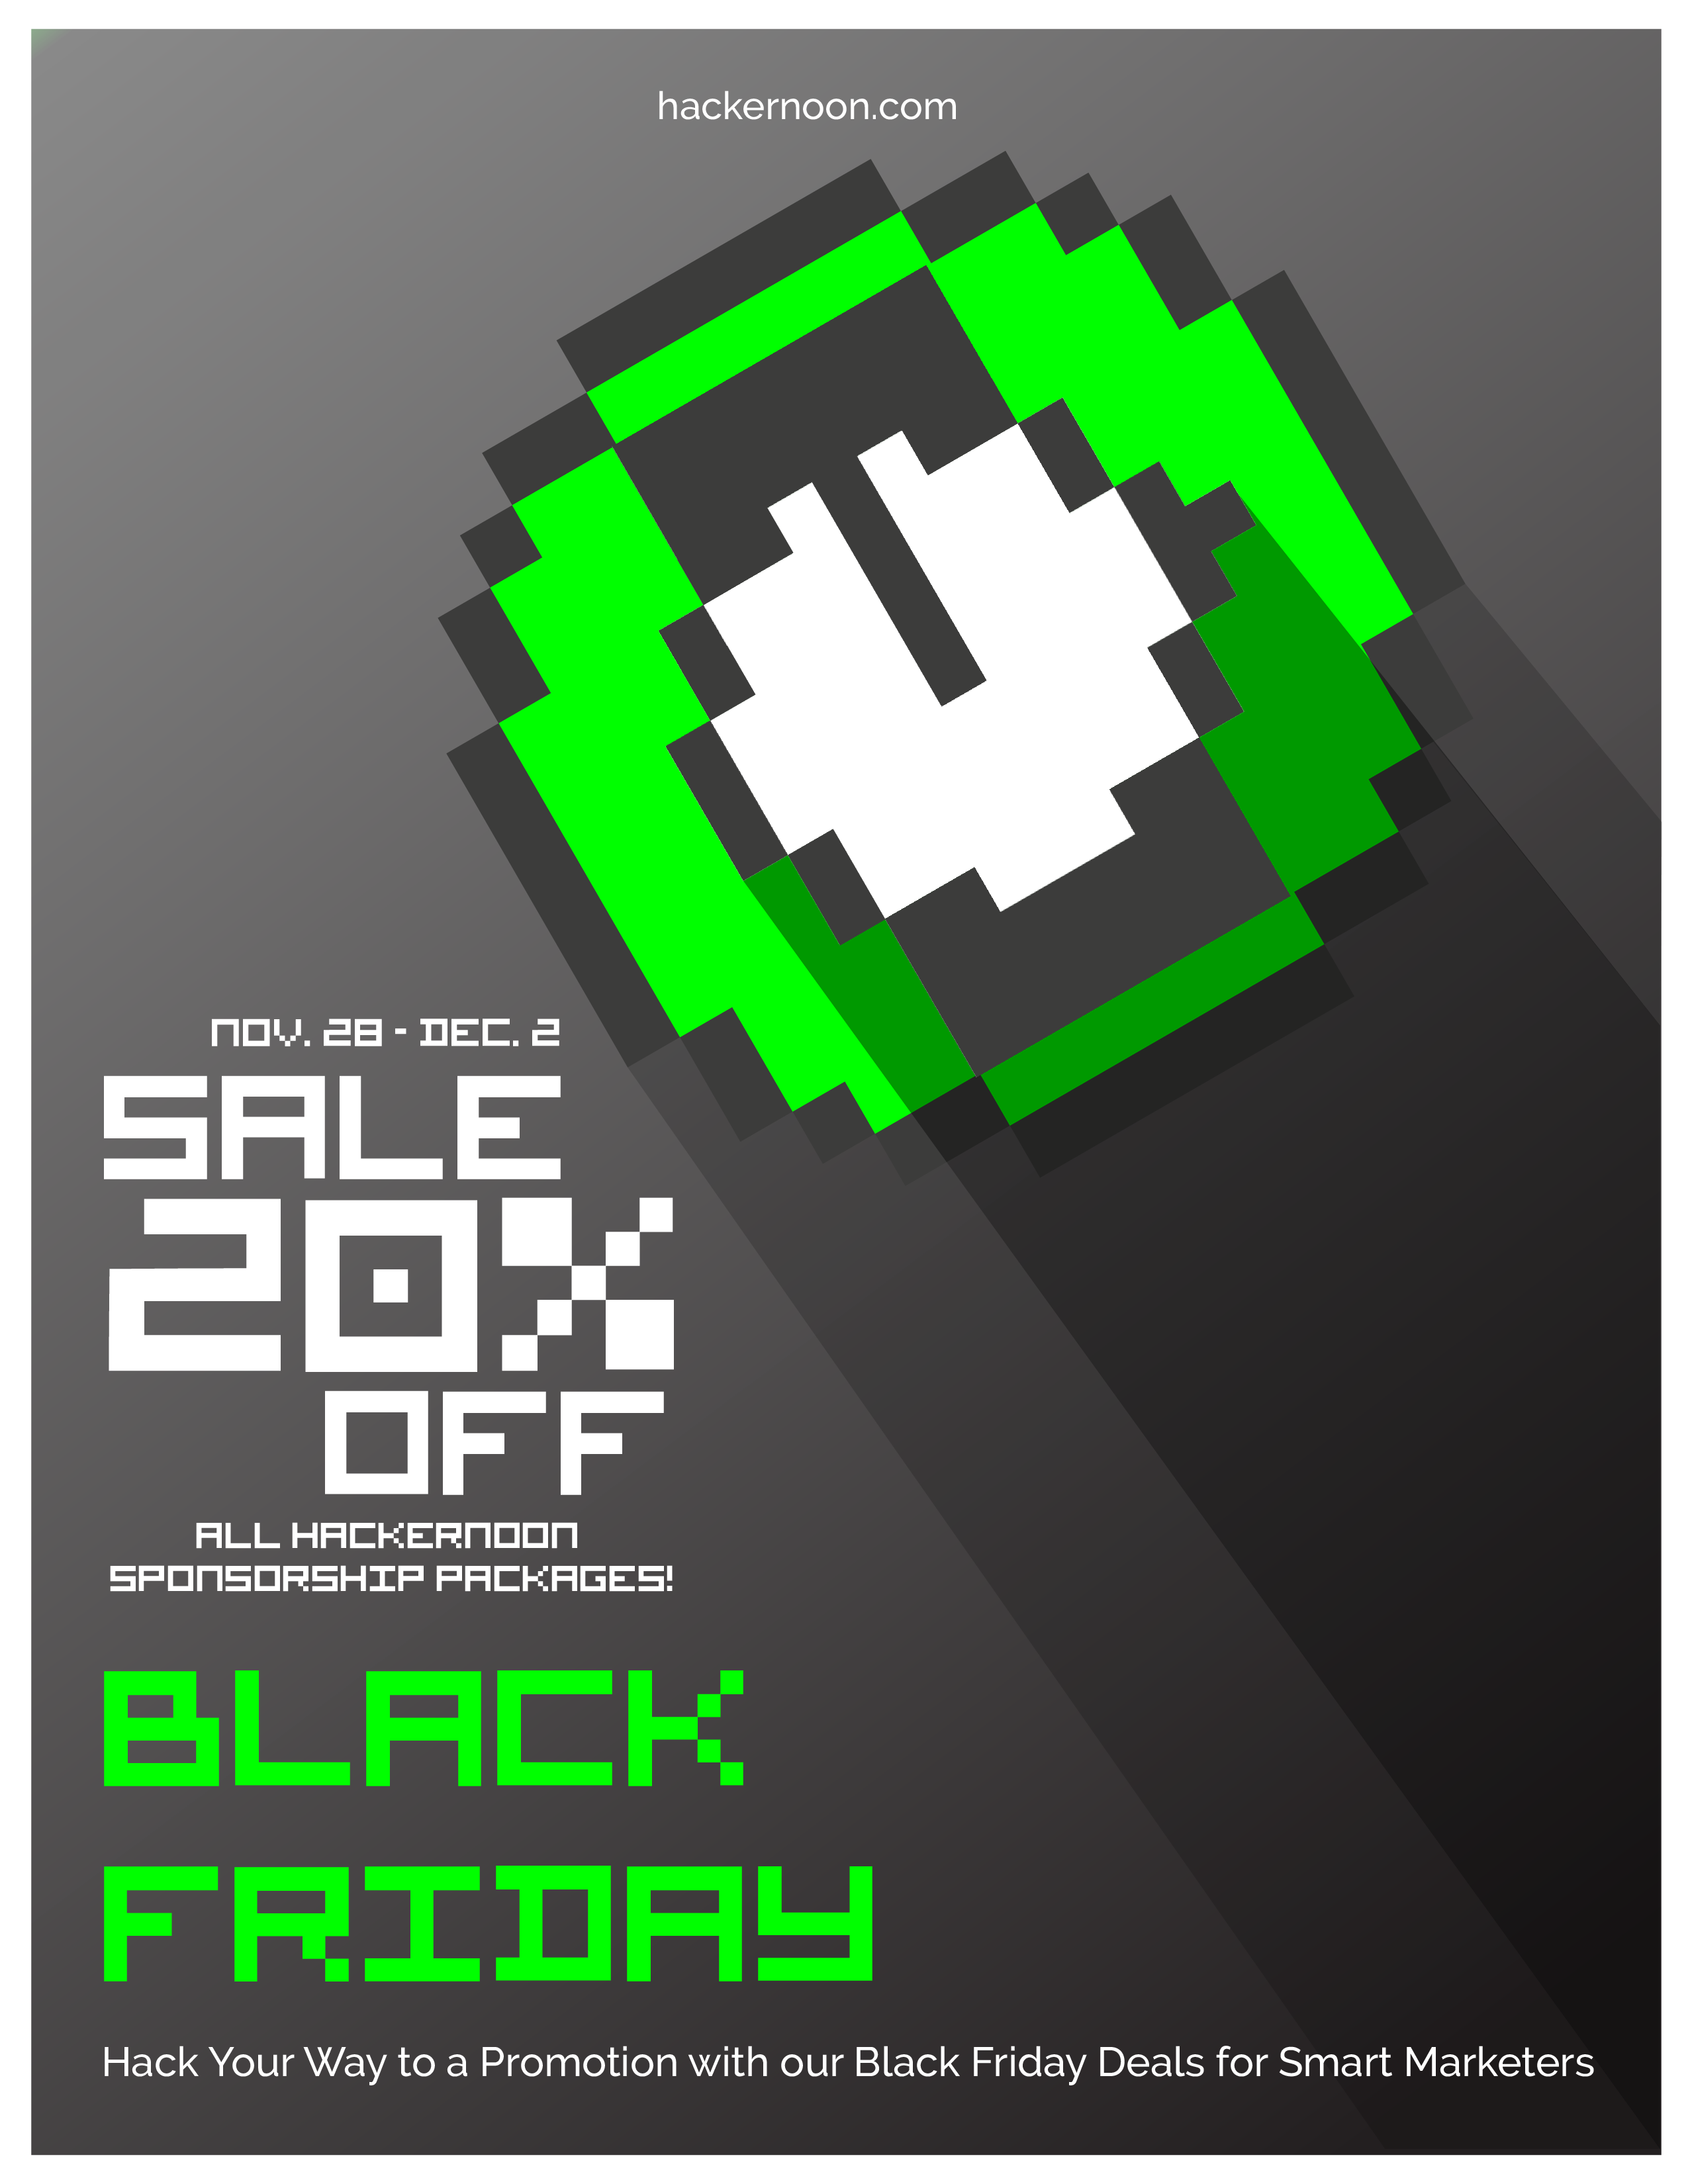 hackernoon.com
NOV. 28 - DEC. 2
SALE
20%
OFF
ALL HACKERNOON
SPONSORSHIP PACKAGES!
BLACK
FRIDAY
Hack Your Way to a Promotion with our Black Friday Deals for Smart Marketers